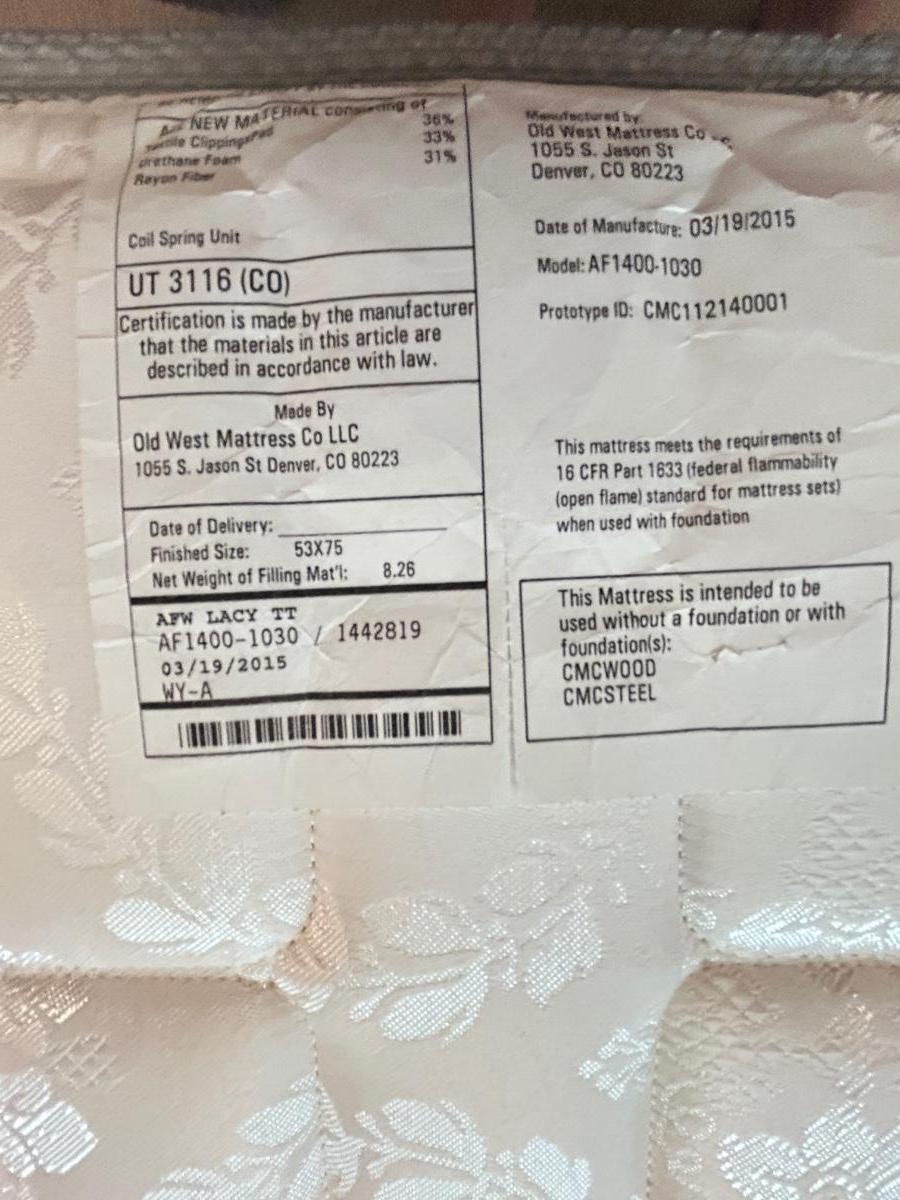 NEW MATERIAL consisting of
Textile Clippings Pad 36%
Urethane Foam 33%
Rayon Fiber 31%
Coil Spring Unit
UT 3116 (CO)
Certification is made by the manufacturer
that the materials in this article are
described in accordance with law.
Made By
Old West Mattress Co LLC
1055 S. Jason St Denver, CO 80223
Date of Delivery:
Finished Size: 53X75
Net Weight of Filling Mat'l: 8.26
AFW LACY TT
AF1400-1030 / 1442819
03/19/2015
WY-A
Manufactured by:
Old West Mattress Co
1055 S. Jason St
Denver, CO 80223
Date of Manufacture: 03/19/2015
Model: AF1400-1030
Prototype ID: CMC112140001
This mattress meets the requirements of
16 CFR Part 1633 (federal flammability
(open flame) standard for mattress sets)
when used with foundation
This Mattress is intended to be
used without a foundation or with
foundation(s):
CMCWOOD
CMCSTEEL